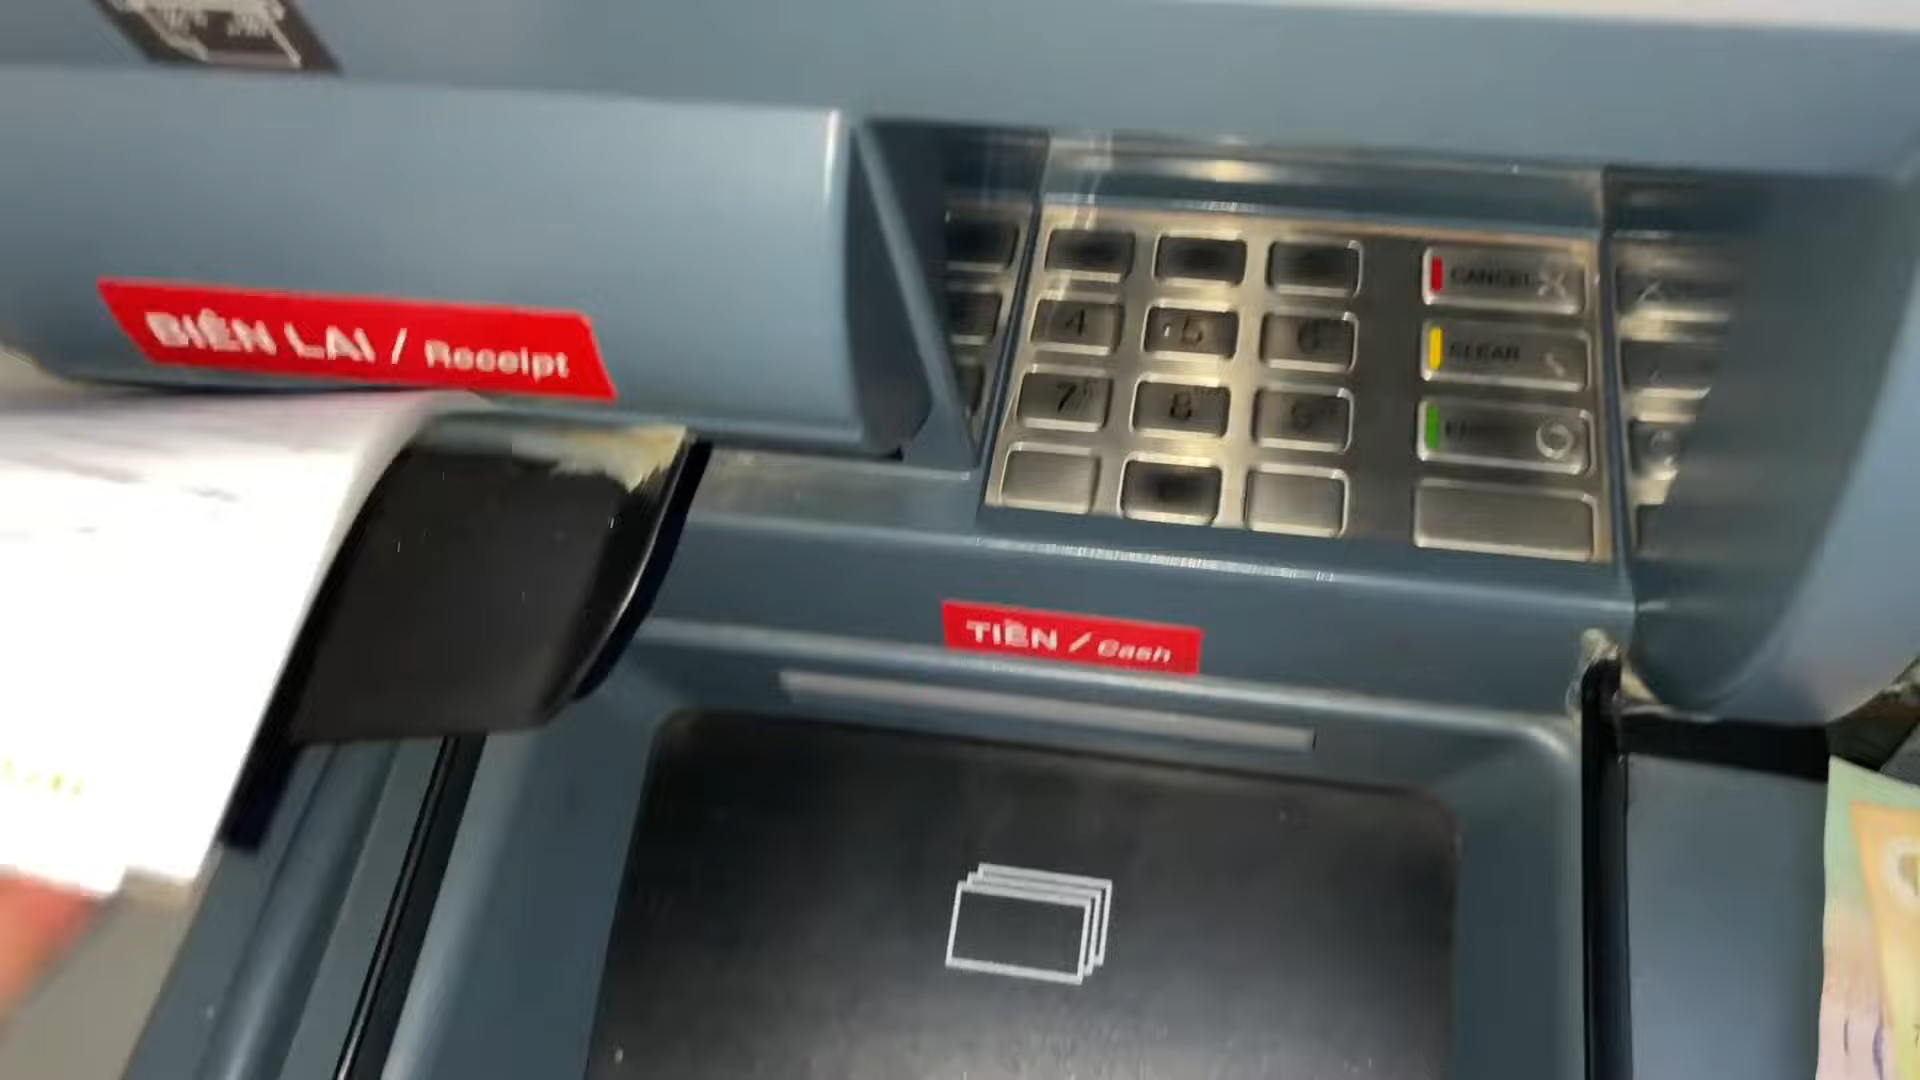 BIÊN LAI / Receipt
CANCEL
4 5 6
CLEAR
7 8 9
TIỀN / Cash